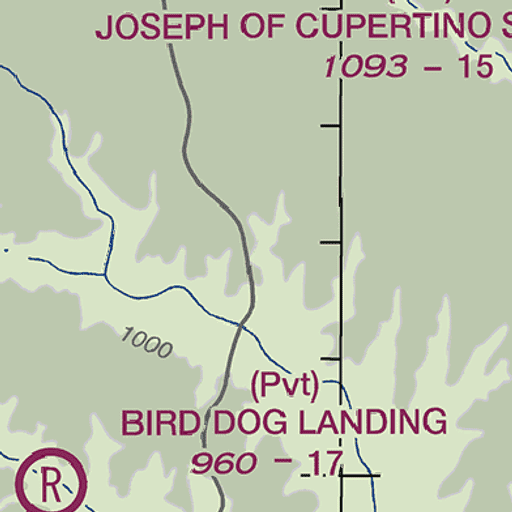 JOSEPH OF CUPERTINO S
1093 – 15
1000
(Pvt)
BIRD DOG LANDING
960 – 17
R